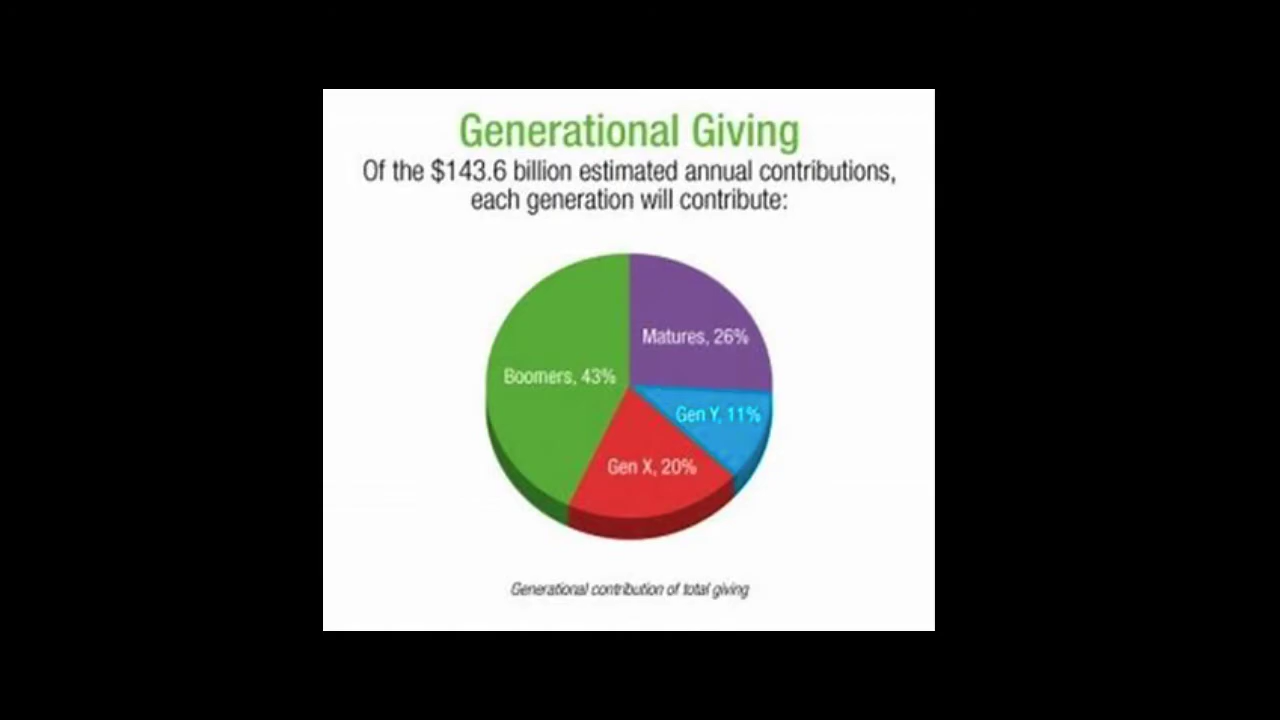 Generational Giving
Of the $143.6 billion estimated annual contributions,
each generation will contribute:
Matures, 26%
Boomers, 43%
Gen Y, 11%
Gen X, 20%
Generational contribution of total giving